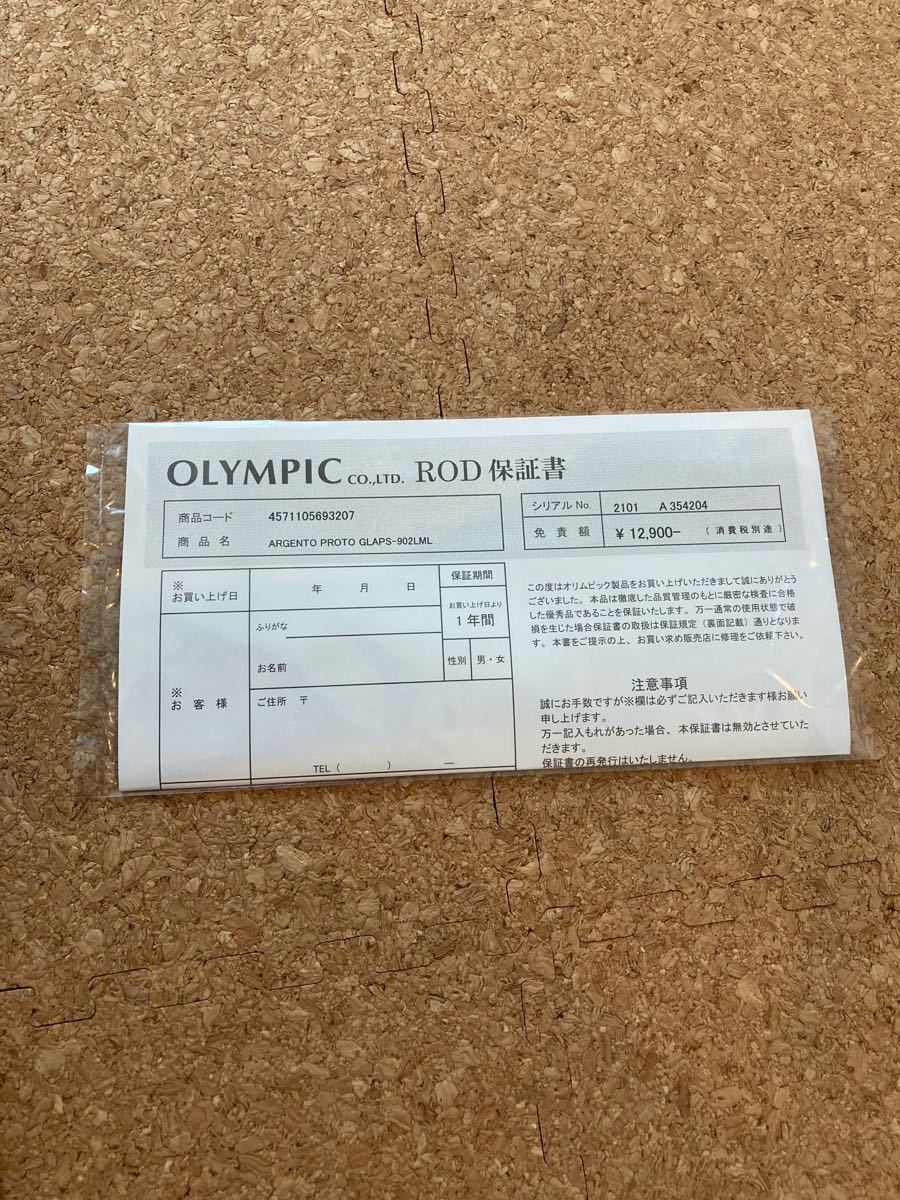 OLYMPIC CO.,LTD. ROD 保証書
商品コード 4571105693207
商品名 ARGENTO PROTO GLAPS-902LML
シリアル No. 2101 A 354204
免責額 ¥ 12,900- (消費税別途)
※
お買い上げ日
年 月 日
保証期間
お買い上げ日より
1年間
※
お客様
ふりがな
お名前
性別 男・女
ご住所 〒
TEL ( ) ―
この度はオリムピック製品をお買い上げいただきまして誠にありがとう
ございました。本品は徹底した品質管理のもとに厳密な検査に合格
した優秀品であることを保証いたします。万一通常の使用状態で破
損を生じた場合保証書の取扱は保証規定(裏面記載)通りとなりま
す。本書をご提示の上、お買い求め販売店に修理をご依頼下さい。
注意事項
誠にお手数ですが※欄は必ずご記入いただきます様お願い
申し上げます。
万一記入もれがあった場合、本保証書は無効とさせていた
だきます。
保証書の再発行はいたしません。